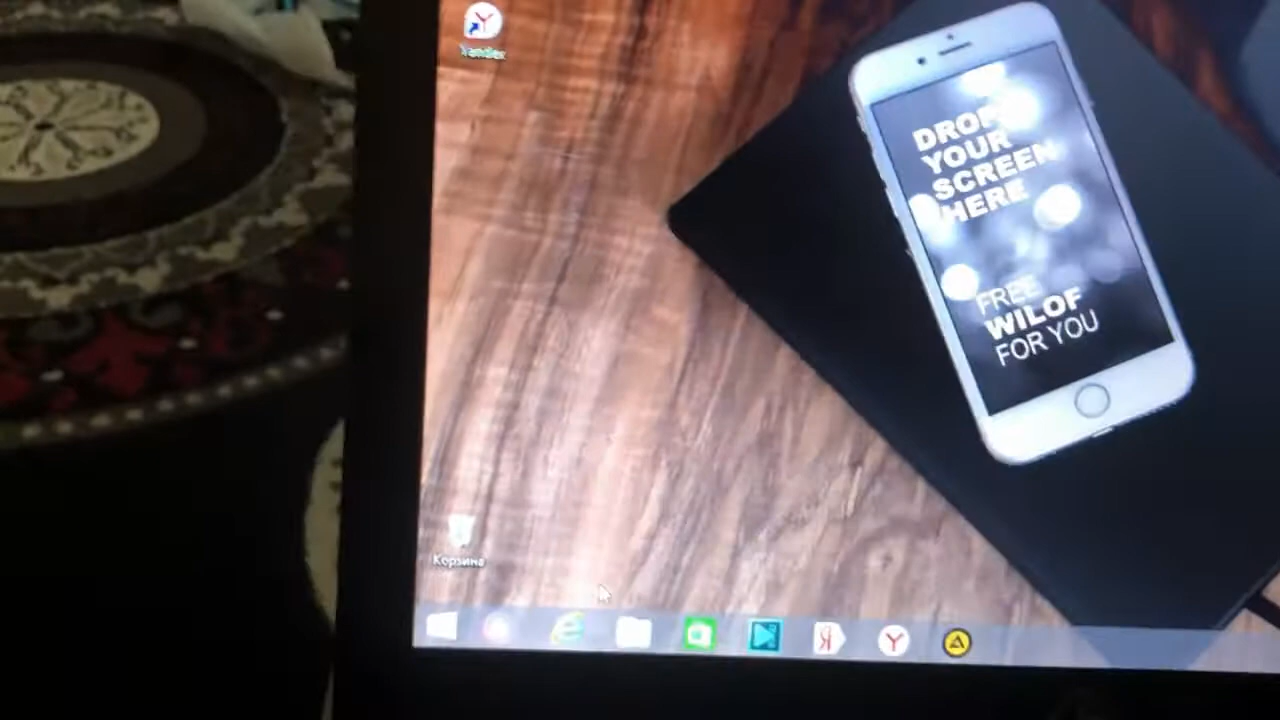 Yandex
DROP
YOUR
SCREEN
HERE
FREE
WILOF
FOR YOU
Корзина
Я